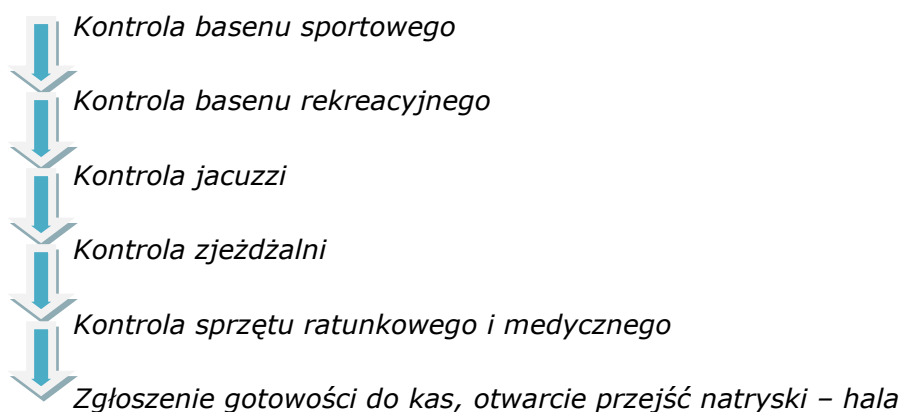 Kontrola basenu sportowego
Kontrola basenu rekreacyjnego
Kontrola jacuzzi
Kontrola zjeżdżalni
Kontrola sprzętu ratunkowego i medycznego
Zgłoszenie gotowości do kas, otwarcie przejść natryski – hala